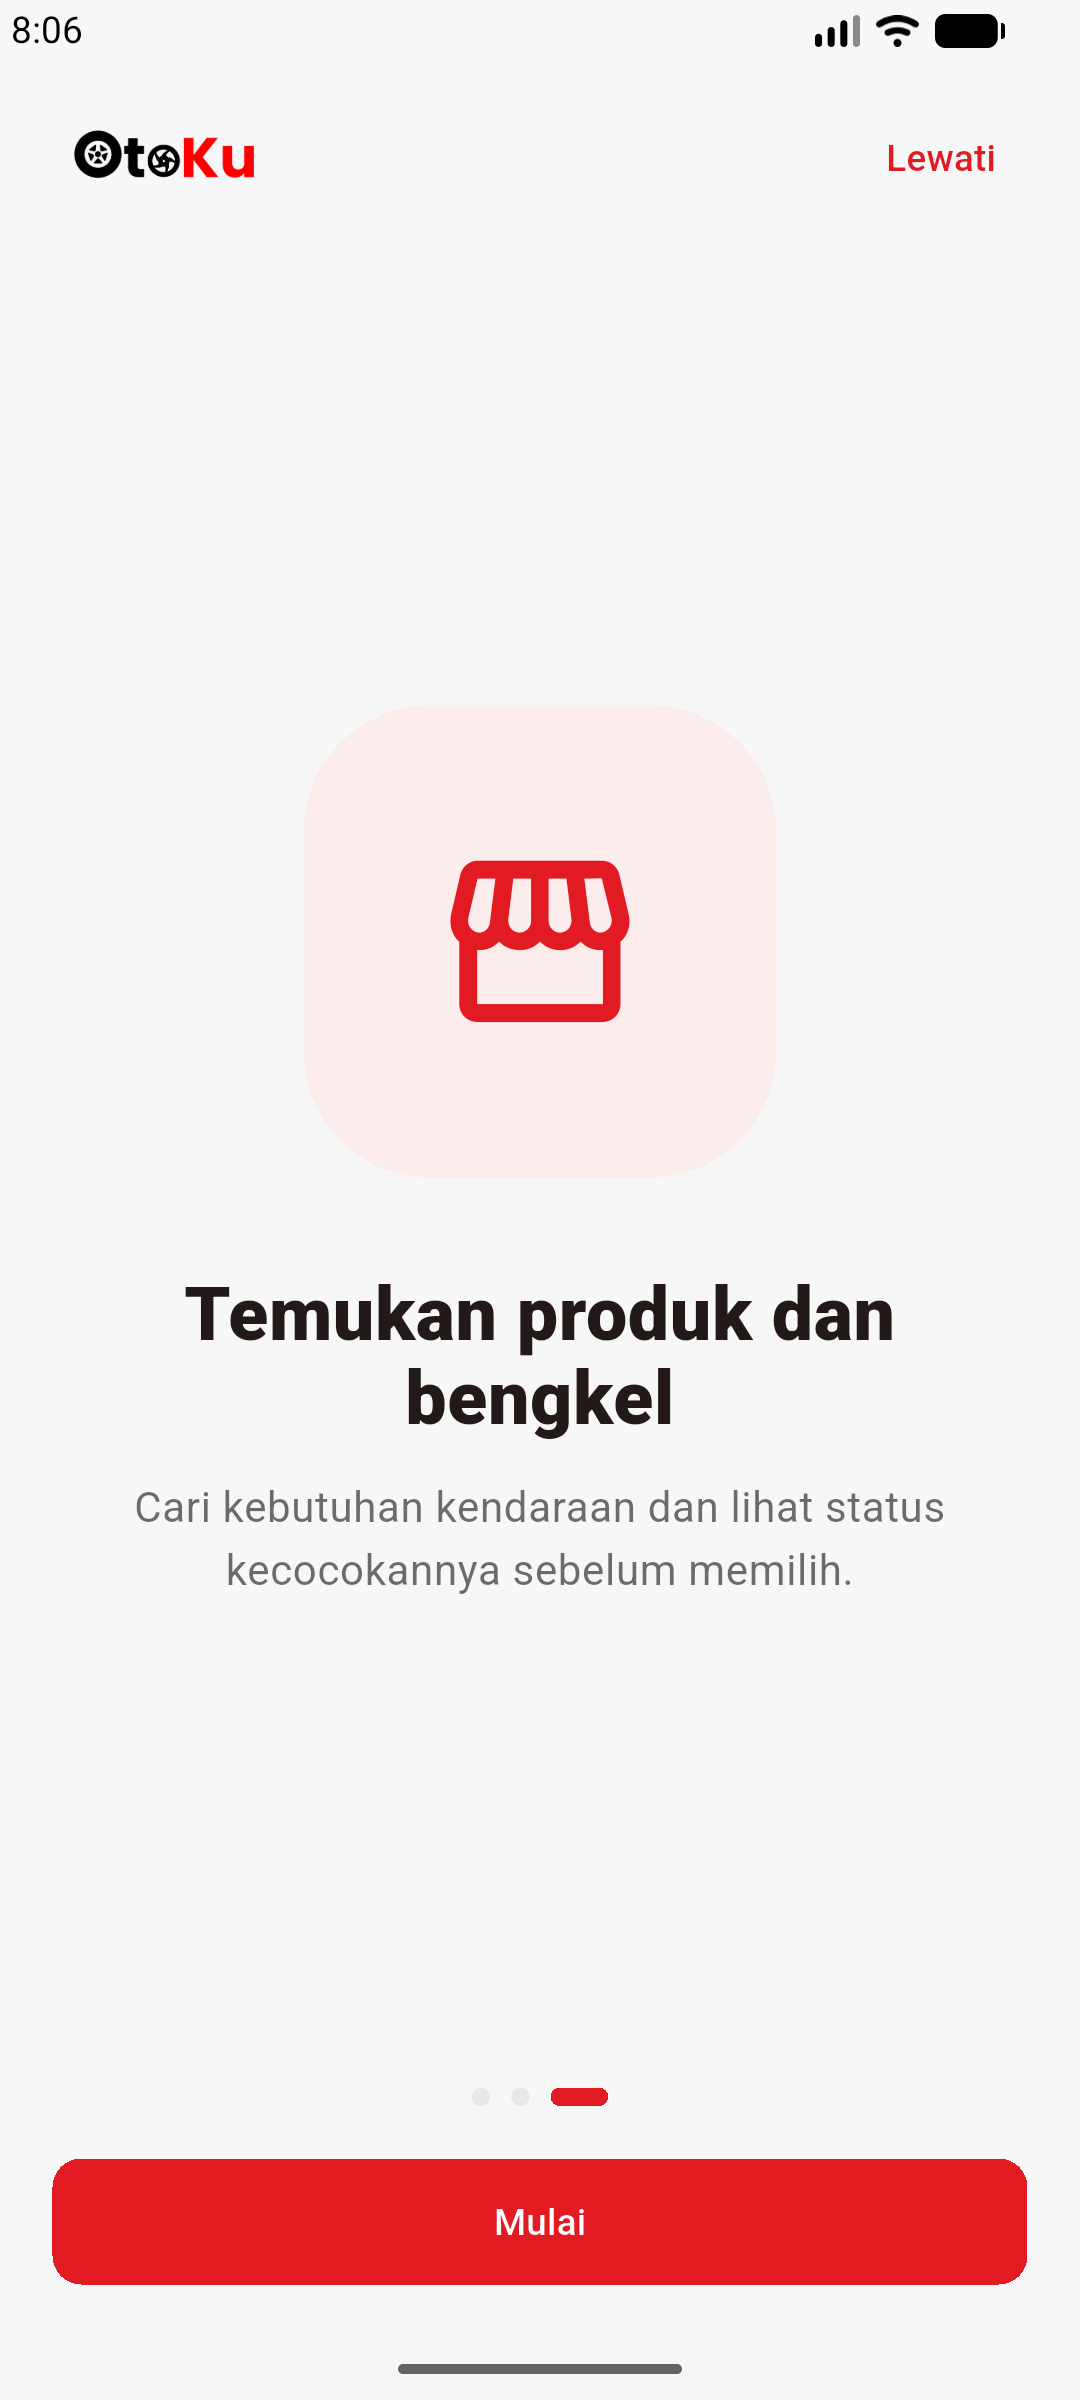 8:06
OtoKu
Lewati
Temukan produk dan
bengkel
Cari kebutuhan kendaraan dan lihat status
kecocokannya sebelum memilih.
Mulai